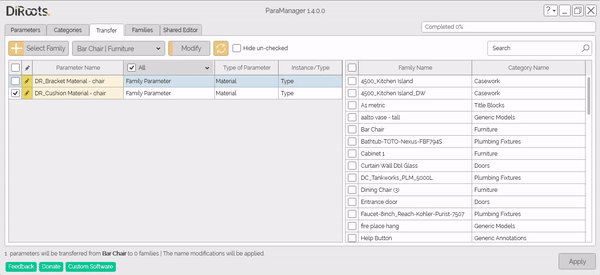 DiRoots
ParaManager 1.4.0.0
Parameters Categories Transfer Families Shared Editor
Completed 0%
Select Family Bar Chair | Furniture Modify Hide un-checked Search
Parameter Name All Type of Parameter Instance/Type
DR_Bracket Material - chair Family Parameter Material Type
DR_Cushion Material - chair Family Parameter Material Type
Family Name Category Name
4500_Kitchen Island Casework
4500_Kitchen Island_DW Casework
A1 metric Title Blocks
aalto vase - tall Generic Models
Bar Chair Furniture
Bathtub-TOTO-Nexus-FBF794S Plumbing Fixtures
Cabinet 1 Furniture
Curtain Wall Dbl Glass Doors
DC_Tankworks_PLM_5000L Plumbing Fixtures
Dining Chair (3) Furniture
Entrance door Doors
Faucet-8inch_Reach-Kohler-Purist-7507 Plumbing Fixtures
fire place hang Generic Models
Help Button Generic Annotations
1 parameters will be transferred from Bar Chair to 0 families | The name modifications will be applied.
Feedback Donate Custom Software
Apply